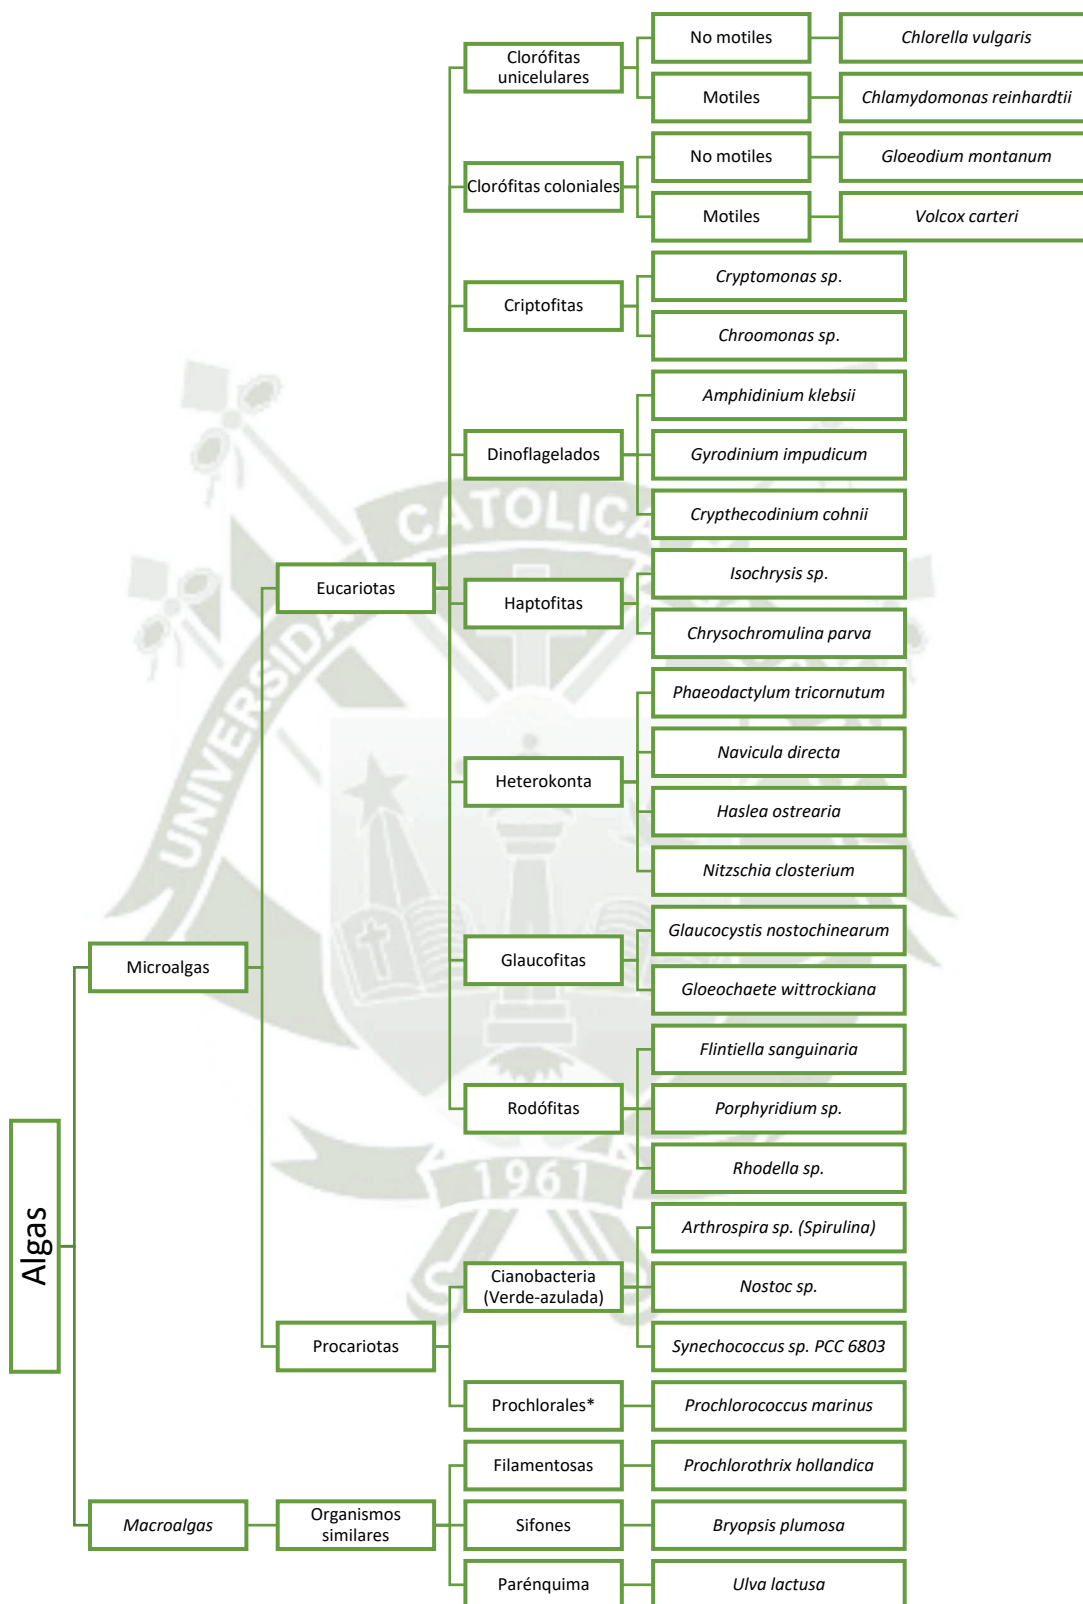 Clorófitas
unicelulares
No motiles
Chlorella vulgaris
Motiles
Chlamydomonas reinhardtii
Clorófitas coloniales
No motiles
Gloeodium montanum
Motiles
Volcox carteri
Criptofitas
Cryptomonas sp.
Chroomonas sp.
Dinoflagelados
Amphidinium klebsii
Gyrodinium impudicum
Crypthecodinium cohnii
Eucariotas
Haptofitas
Isochrysis sp.
Chrysochromulina parva
Heterokonta
Phaeodactylum tricornutum
Navicula directa
Haslea ostrearia
Nitzschia closterium
Microalgas
Glaucofitas
Glaucocystis nostochinearum
Gloeochaete wittrockiana
Rodófitas
Flintiella sanguinaria
Porphyridium sp.
Rhodella sp.
Algas
Procariotas
Cianobacteria
(Verde-azulada)
Arthrospira sp. (Spirulina)
Nostoc sp.
Synechococcus sp. PCC 6803
Prochlorales*
Prochlorococcus marinus
Macroalgas
Organismos
similares
Filamentosas
Prochlorothrix hollandica
Sifones
Bryopsis plumosa
Parénquima
Ulva lactusa
CATOLICA
1961